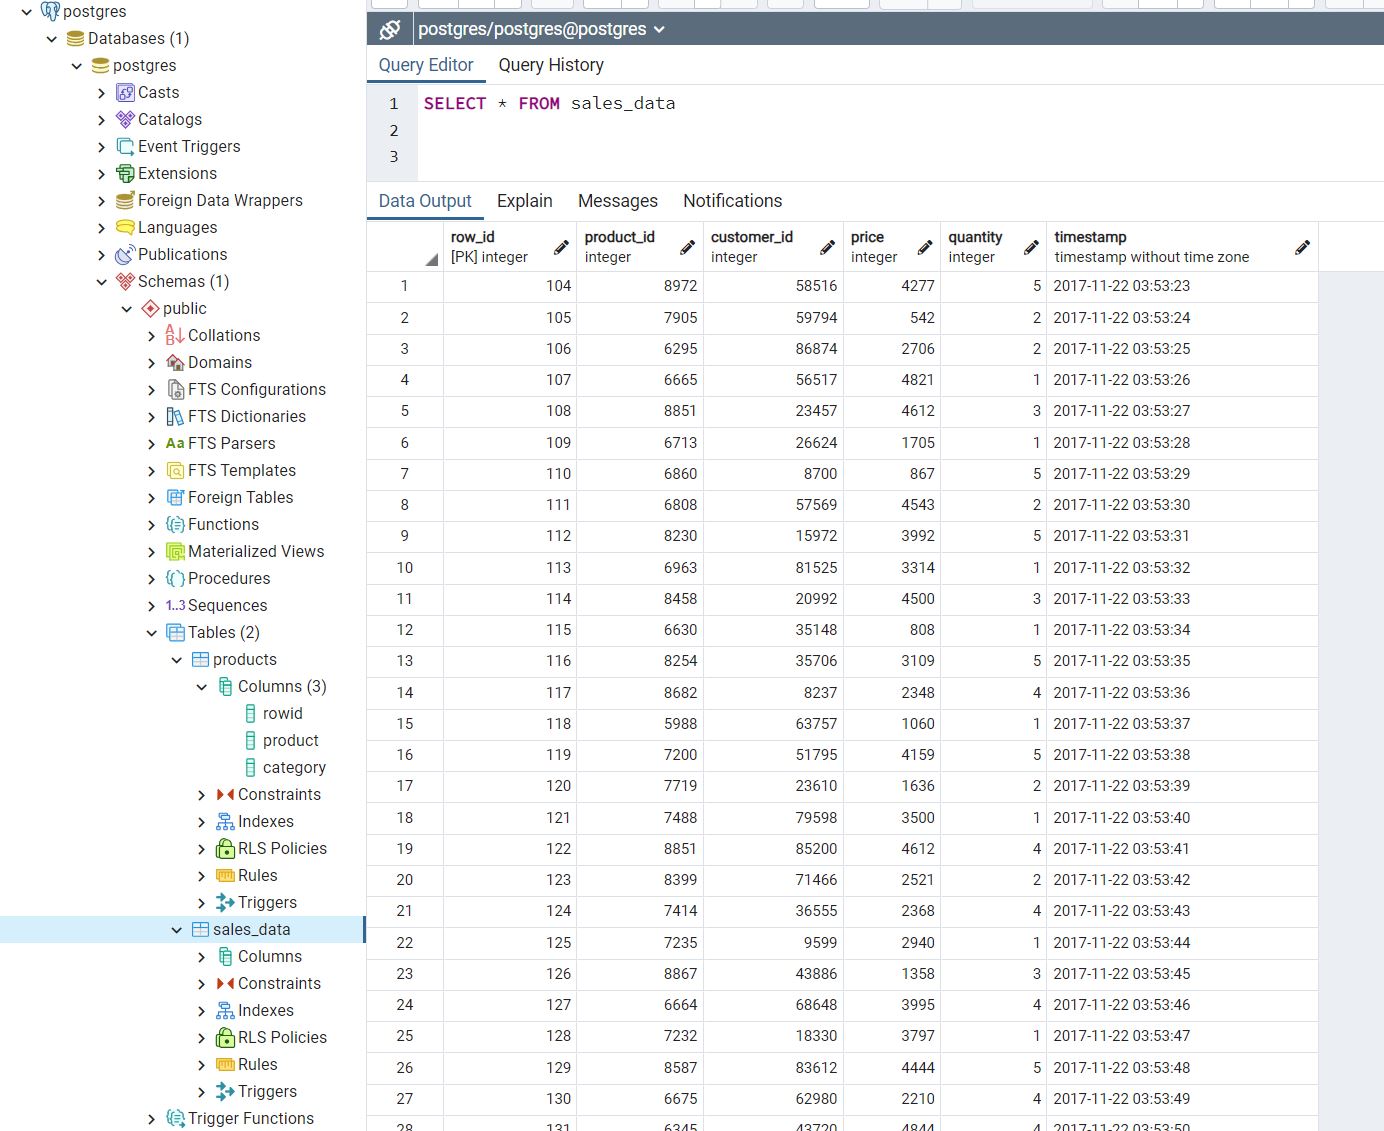 postgres
Databases (1)
postgres
Casts
Catalogs
Event Triggers
Extensions
Foreign Data Wrappers
Languages
Publications
Schemas (1)
public
Collations
Domains
FTS Configurations
FTS Dictionaries
Aa FTS Parsers
FTS Templates
Foreign Tables
Functions
Materialized Views
Procedures
1..3 Sequences
Tables (2)
products
Columns (3)
rowid
product
category
Constraints
Indexes
RLS Policies
Rules
Triggers
sales_data
Columns
Constraints
Indexes
RLS Policies
Rules
Triggers
Trigger Functions
postgres/postgres@postgres
Query Editor Query History
1 SELECT * FROM sales_data
2
3
Data Output Explain Messages Notifications
row_id product_id customer_id price quantity timestamp
[PK] integer integer integer integer integer timestamp without time zone
1 104 8972 58516 4277 5 2017-11-22 03:53:23
2 105 7905 59794 542 2 2017-11-22 03:53:24
3 106 6295 86874 2706 2 2017-11-22 03:53:25
4 107 6665 56517 4821 1 2017-11-22 03:53:26
5 108 8851 23457 4612 3 2017-11-22 03:53:27
6 109 6713 26624 1705 1 2017-11-22 03:53:28
7 110 6860 8700 867 5 2017-11-22 03:53:29
8 111 6808 57569 4543 2 2017-11-22 03:53:30
9 112 8230 15972 3992 5 2017-11-22 03:53:31
10 113 6963 81525 3314 1 2017-11-22 03:53:32
11 114 8458 20992 4500 3 2017-11-22 03:53:33
12 115 6630 35148 808 1 2017-11-22 03:53:34
13 116 8254 35706 3109 5 2017-11-22 03:53:35
14 117 8682 8237 2348 4 2017-11-22 03:53:36
15 118 5988 63757 1060 1 2017-11-22 03:53:37
16 119 7200 51795 4159 5 2017-11-22 03:53:38
17 120 7719 23610 1636 2 2017-11-22 03:53:39
18 121 7488 79598 3500 1 2017-11-22 03:53:40
19 122 8851 85200 4612 4 2017-11-22 03:53:41
20 123 8399 71466 2521 2 2017-11-22 03:53:42
21 124 7414 36555 2368 4 2017-11-22 03:53:43
22 125 7235 9599 2940 1 2017-11-22 03:53:44
23 126 8867 43886 1358 3 2017-11-22 03:53:45
24 127 6664 68648 3995 4 2017-11-22 03:53:46
25 128 7232 18330 3797 1 2017-11-22 03:53:47
26 129 8587 83612 4444 5 2017-11-22 03:53:48
27 130 6675 62980 2210 4 2017-11-22 03:53:49
28 131 6345 43720 4844 4 2017-11-22 03:53:50